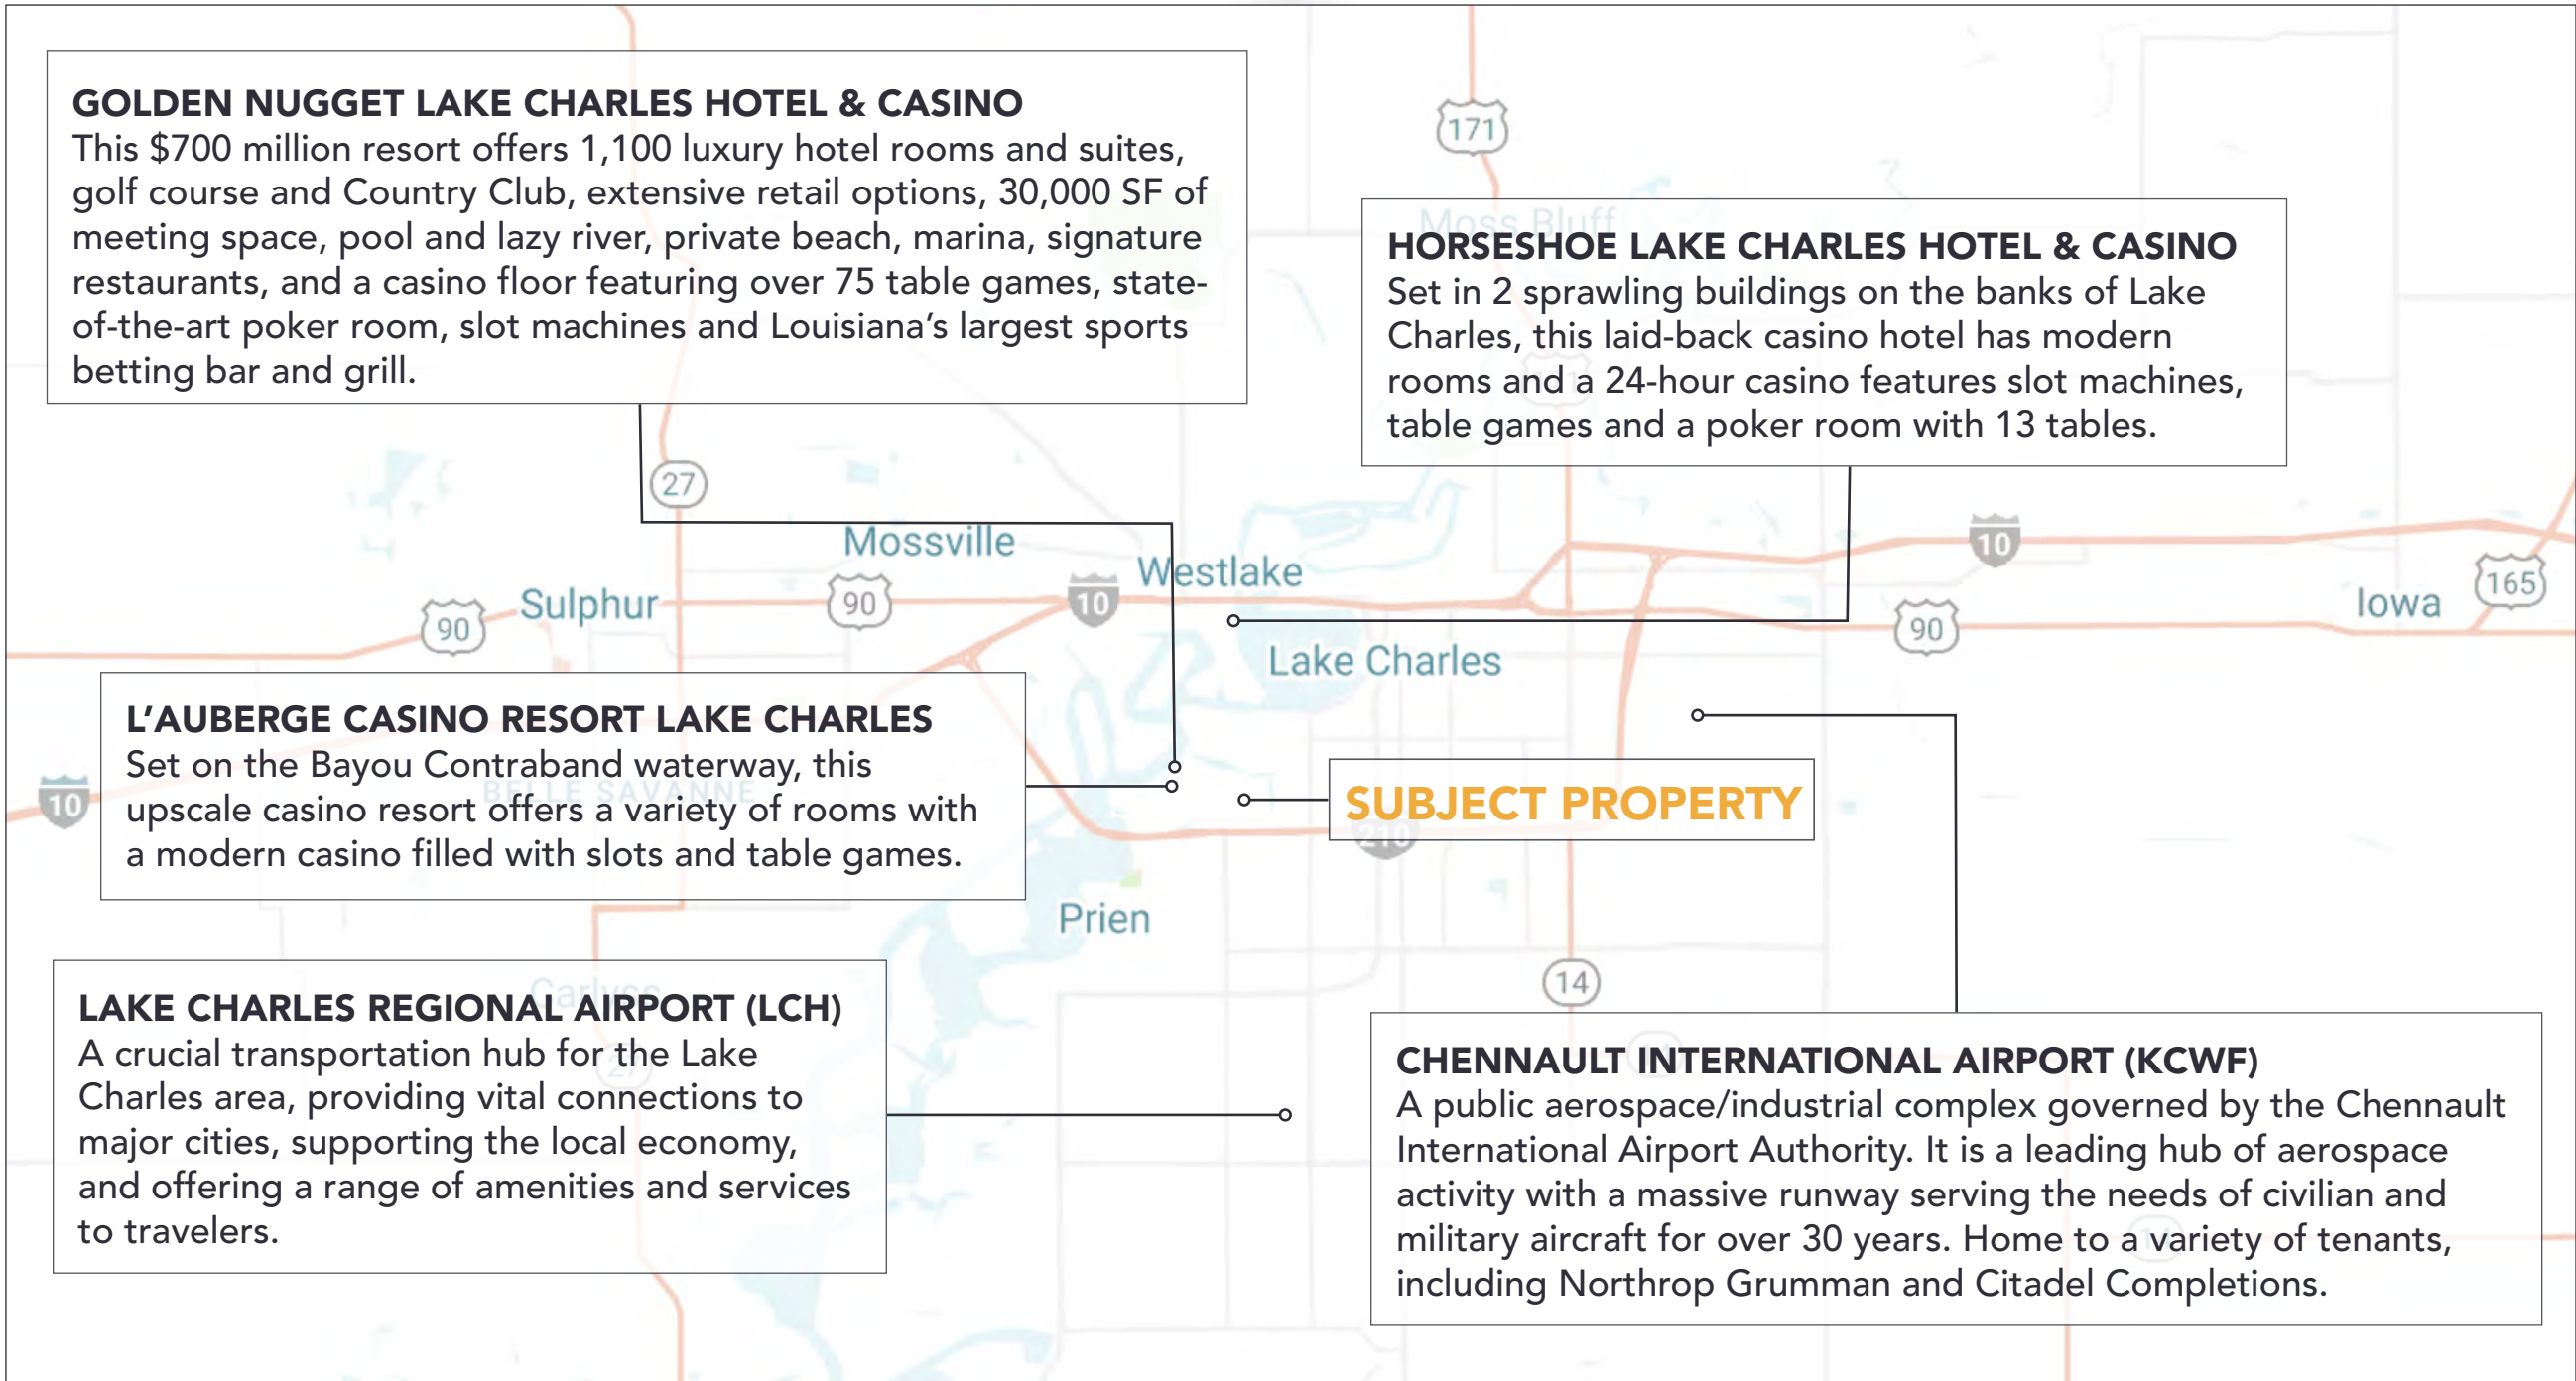 GOLDEN NUGGET LAKE CHARLES HOTEL & CASINO
This $700 million resort offers 1,100 luxury hotel rooms and suites,
golf course and Country Club, extensive retail options, 30,000 SF of
meeting space, pool and lazy river, private beach, marina, signature
restaurants, and a casino floor featuring over 75 table games, state-
of-the-art poker room, slot machines and Louisiana’s largest sports
betting bar and grill.
171
Moss Bluff
HORSESHOE LAKE CHARLES HOTEL & CASINO
Set in 2 sprawling buildings on the banks of Lake
Charles, this laid-back casino hotel has modern
rooms and a 24-hour casino features slot machines,
table games and a poker room with 13 tables.
27
Mossville
Westlake
10
Sulphur
90
90
10
90
Iowa
165
Lake Charles
L’AUBERGE CASINO RESORT LAKE CHARLES
Set on the Bayou Contraband waterway, this
upscale casino resort offers a variety of rooms with
a modern casino filled with slots and table games.
BELLE SAVANNE
10
SUBJECT PROPERTY
210
Prien
Carlyss
LAKE CHARLES REGIONAL AIRPORT (LCH)
A crucial transportation hub for the Lake
Charles area, providing vital connections to
major cities, supporting the local economy,
and offering a range of amenities and services
to travelers.
27
14
CHENNAULT INTERNATIONAL AIRPORT (KCWF)
A public aerospace/industrial complex governed by the Chennault
International Airport Authority. It is a leading hub of aerospace
activity with a massive runway serving the needs of civilian and
military aircraft for over 30 years. Home to a variety of tenants,
including Northrop Grumman and Citadel Completions.
14